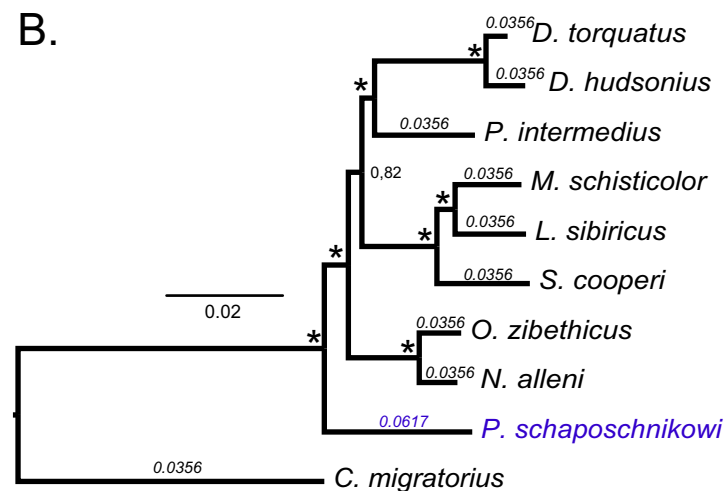 B.
0.0356 D. torquatus
*
0.0356 D. hudsonius
*
0.0356 P. intermedius
0,82
0.0356 M. schisticolor
*
0.0356 L. sibiricus
*
0.0356 S. cooperi
*
0.02
0.0356 O. zibethicus
*
*
0.0356 N. alleni
0.0617 P. schaposchnikowi
0.0356 C. migratorius